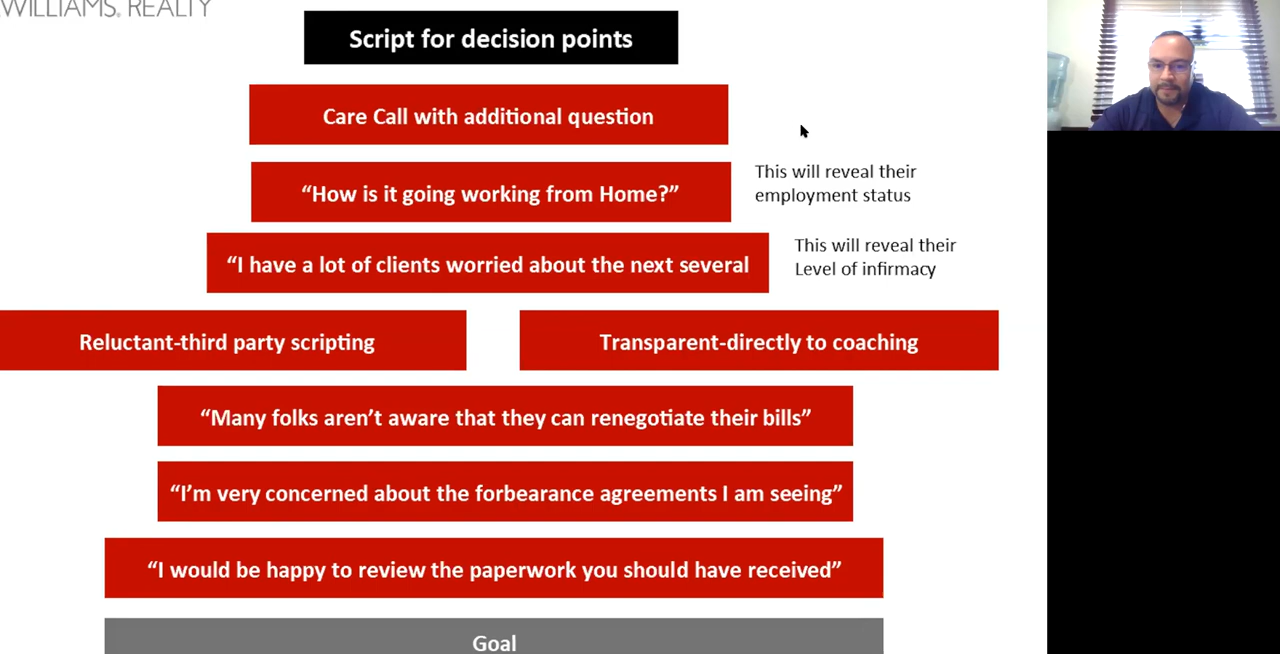 WILLIAMS. REALTY
Script for decision points
Care Call with additional question
“How is it going working from Home?”
This will reveal their
employment status
“I have a lot of clients worried about the next several
This will reveal their
Level of infirmacy
Reluctant-third party scripting
Transparent-directly to coaching
“Many folks aren’t aware that they can renegotiate their bills”
“I’m very concerned about the forbearance agreements I am seeing”
“I would be happy to review the paperwork you should have received”
Goal